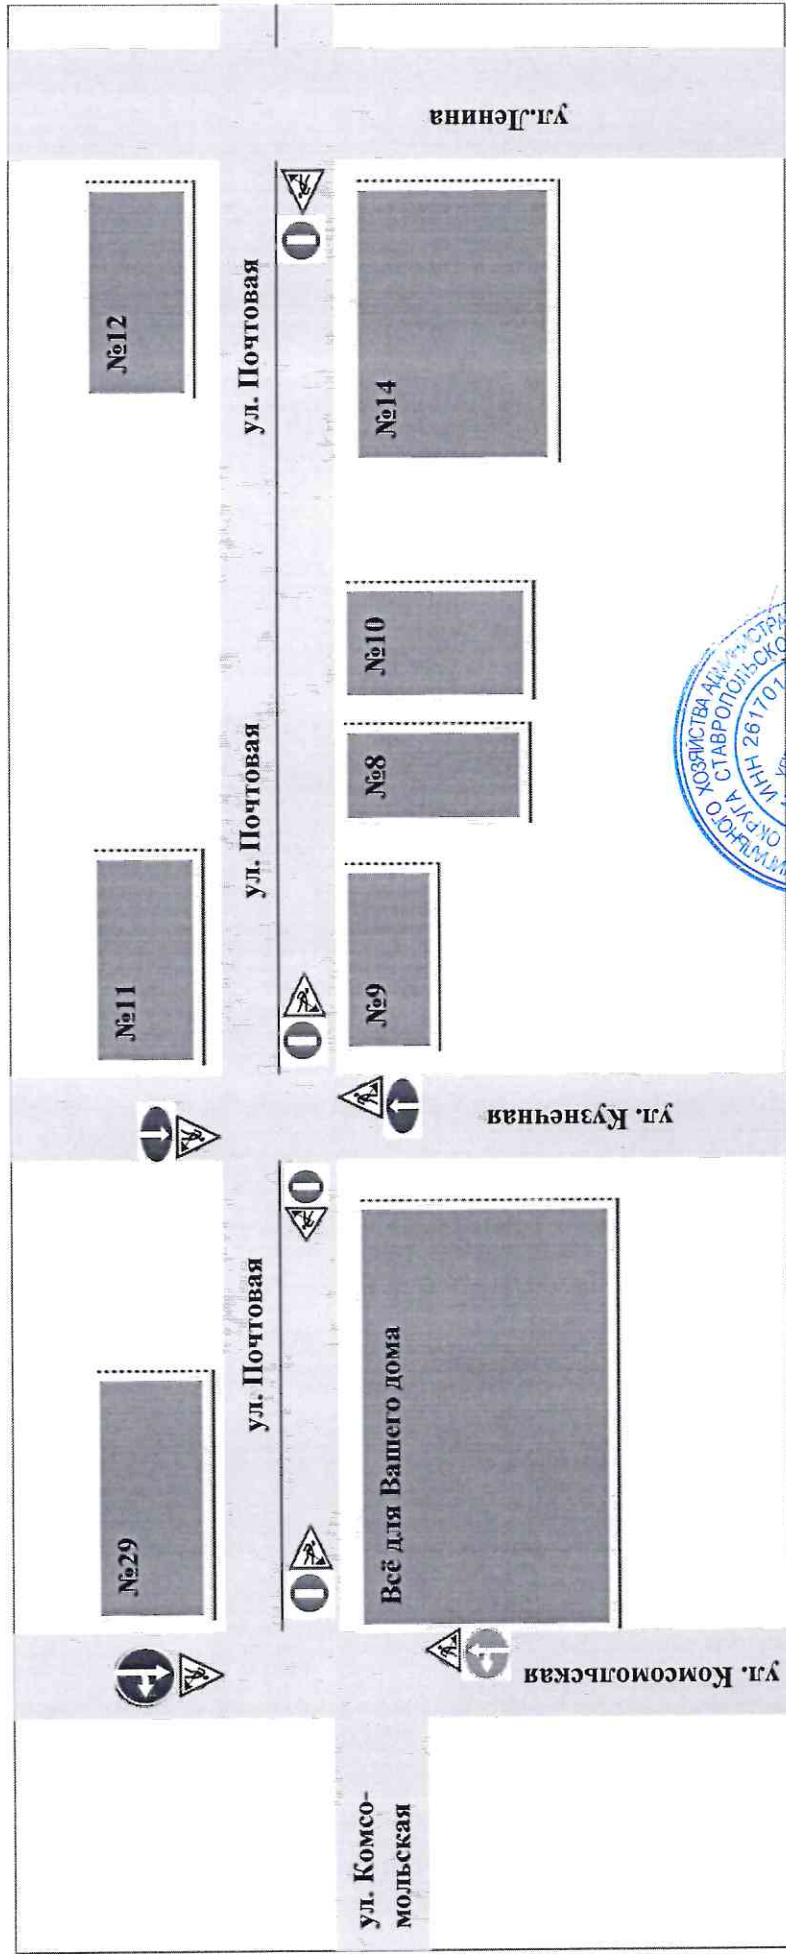 №29
№11
№12
ул. Почтовая
ул. Почтовая
ул. Почтовая
Всё для Вашего дома
№9
№8
№10
№14
ул. Комсо-
мольская
ул. Комсомольская
ул. Кузнечная
ул.Ленина
ХОЗЯЙСТВА
ОКРУГА СТАВРОПОЛЬСКО
ИНН 261701